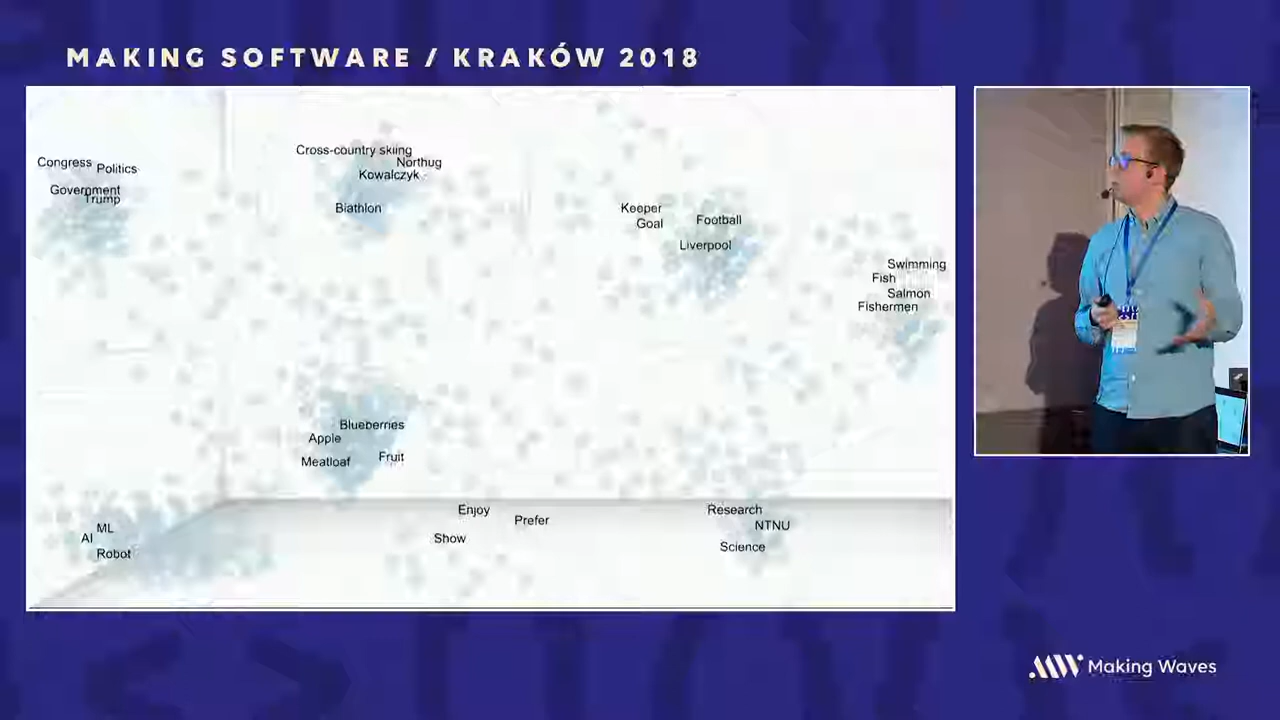 MAKING SOFTWARE / KRAKÓW 2018
Cross-country skiing
Congress
Politics
Northug
Kowalczyk
Government
Trump
Biathlon
Keeper
Football
Goal
Liverpool
Swimming
Fish
Salmon
Fishermen
Blueberries
Apple
Meatloaf
Fruit
Enjoy
Prefer
Show
Research
NTNU
Science
ML
AI
Robot
Making Waves